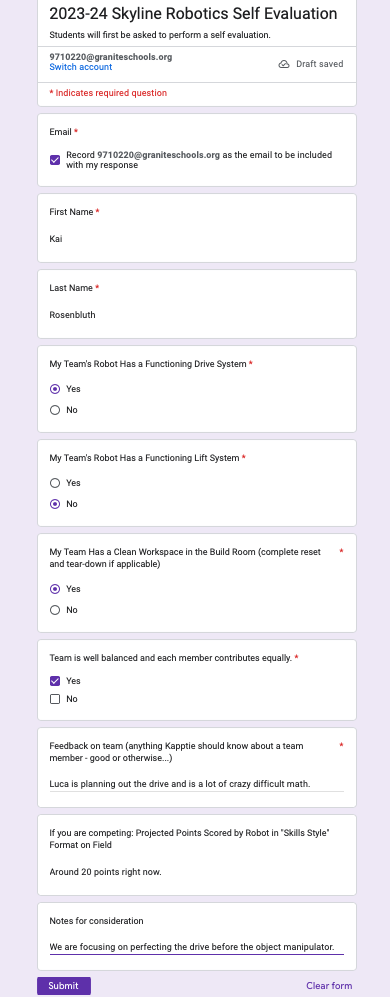 2023-24 Skyline Robotics Self Evaluation
Students will first be asked to perform a self evaluation.
9710220@graniteschools.org
Switch account
Draft saved
* Indicates required question
Email *
Record 9710220@graniteschools.org as the email to be included
with my response
First Name *
Kai
Last Name *
Rosenbluth
My Team's Robot Has a Functioning Drive System *
Yes
No
My Team's Robot Has a Functioning Lift System *
Yes
No
My Team Has a Clean Workspace in the Build Room (complete reset *
and tear-down if applicable)
Yes
No
Team is well balanced and each member contributes equally. *
Yes
No
Feedback on team (anything Kapptie should know about a team *
member - good or otherwise...)
Luca is planning out the drive and is a lot of crazy difficult math.
If you are competing: Projected Points Scored by Robot in "Skills Style"
Format on Field
Around 20 points right now.
Notes for consideration
We are focusing on perfecting the drive before the object manipulator.
Submit
Clear form